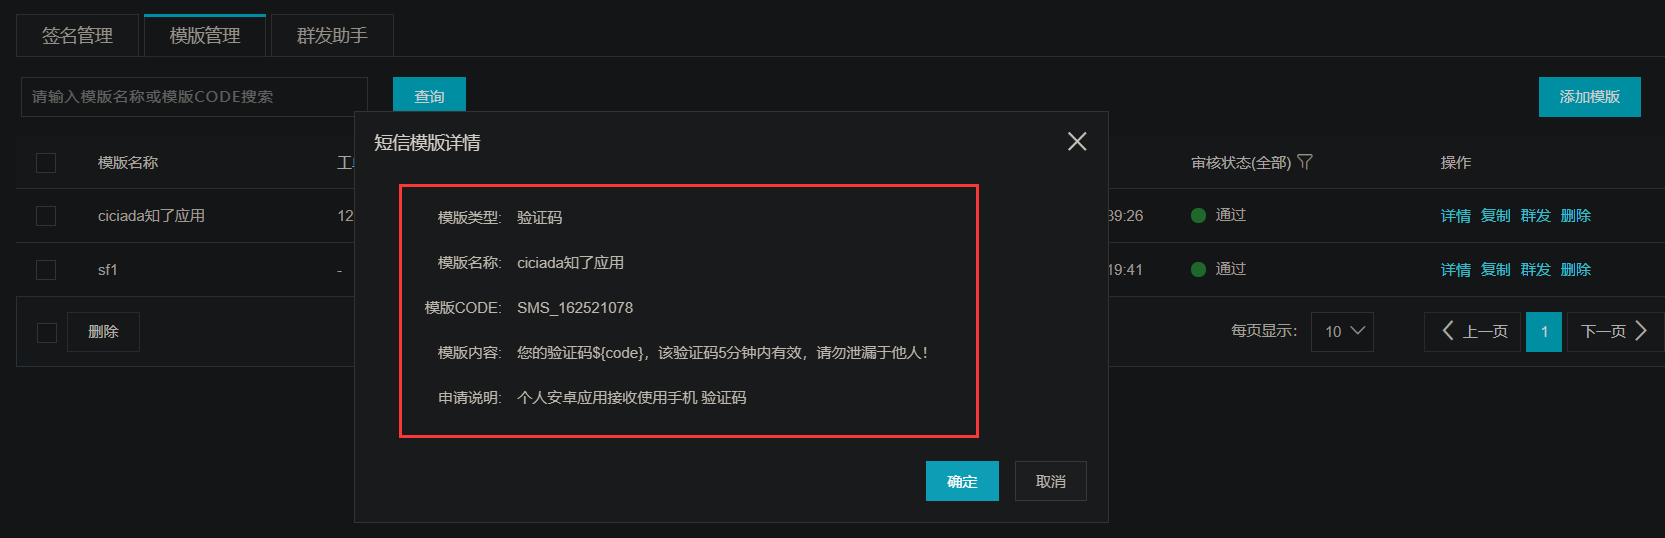 签名管理 模版管理 群发助手
请输入模版名称或模版CODE搜索 查询 添加模版
短信模版详情
模版名称 审核状态(全部) 操作
ciciada知了应用 12 39:26 通过 详情 复制 群发 删除
sf1 - 19:41 通过 详情 复制 群发 删除
删除 每页显示： 10 上一页 1 下一页
模版类型: 验证码
模版名称: ciciada知了应用
模版CODE: SMS_162521078
模版内容: 您的验证码${code}，该验证码5分钟内有效，请勿泄漏于他人！
申请说明: 个人安卓应用接收使用手机 验证码
确定 取消